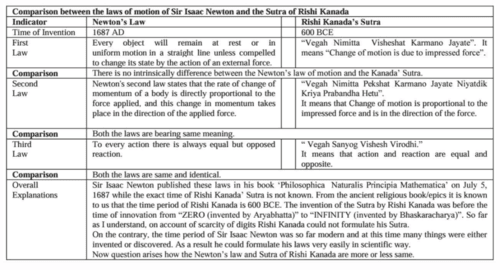 Comparison between the laws of motion of Sir Isaac Newton and the Sutra of Rishi Kanada
Indicator Newton's Law Rishi Kanada's Sutra
Time of Invention 1687 AD 600 BCE
First Law Every object will remain at rest or in uniform motion in a straight line unless compelled to change its state by the action of an external force. "Vegah Nimitta Visheshat Karmano Jayate". It means "Change of motion is due to impressed force".
Comparison There is no intrinsically difference between the Newton's law of motion and the Kanada' Sutra.
Second Law Newton's second law states that the rate of change of momentum of a body is directly proportional to the force applied, and this change in momentum takes place in the direction of the applied force. "Vegah Nimitta Pekshat Karmano Jayate Niyatdik Kriya Prabandha Hetu".
It means that Change of motion is proportional to the impressed force and is in the direction of the force.
Comparison Both the laws are bearing same meaning.
Third Law To every action there is always equal but opposed reaction. " Vegah Sanyog Vishesh Virodhi."
It means that action and reaction are equal and opposite.
Comparison Both the laws are same and identical.
Overall Explanations Sir Isaac Newton published these laws in his book 'Philosophica Naturalis Principia Mathematica' on July 5,
1687 while the exact time of Rishi Kanada' Sutra is not known. From the ancient religious book/epics it is known
to us that the time period of Rishi Kanada is 600 BCE. The invention of the Sutra by Rishi Kanada was before the
time of innovation from "ZERO (invented by Aryabhatta)" to "INFINITY (invented by Bhaskaracharya)". So far
as I understand, on account of scarcity of digits Rishi Kanada could not formulate his Sutra.
On the contrary, the time period of Sir Isaac Newton was so far modern and at this time many things were either
invented or discovered. As a result he could formulate his laws very easily in scientific way.
Now question arises how the Newton's law and Sutra of Rishi Kanada are more or less same.